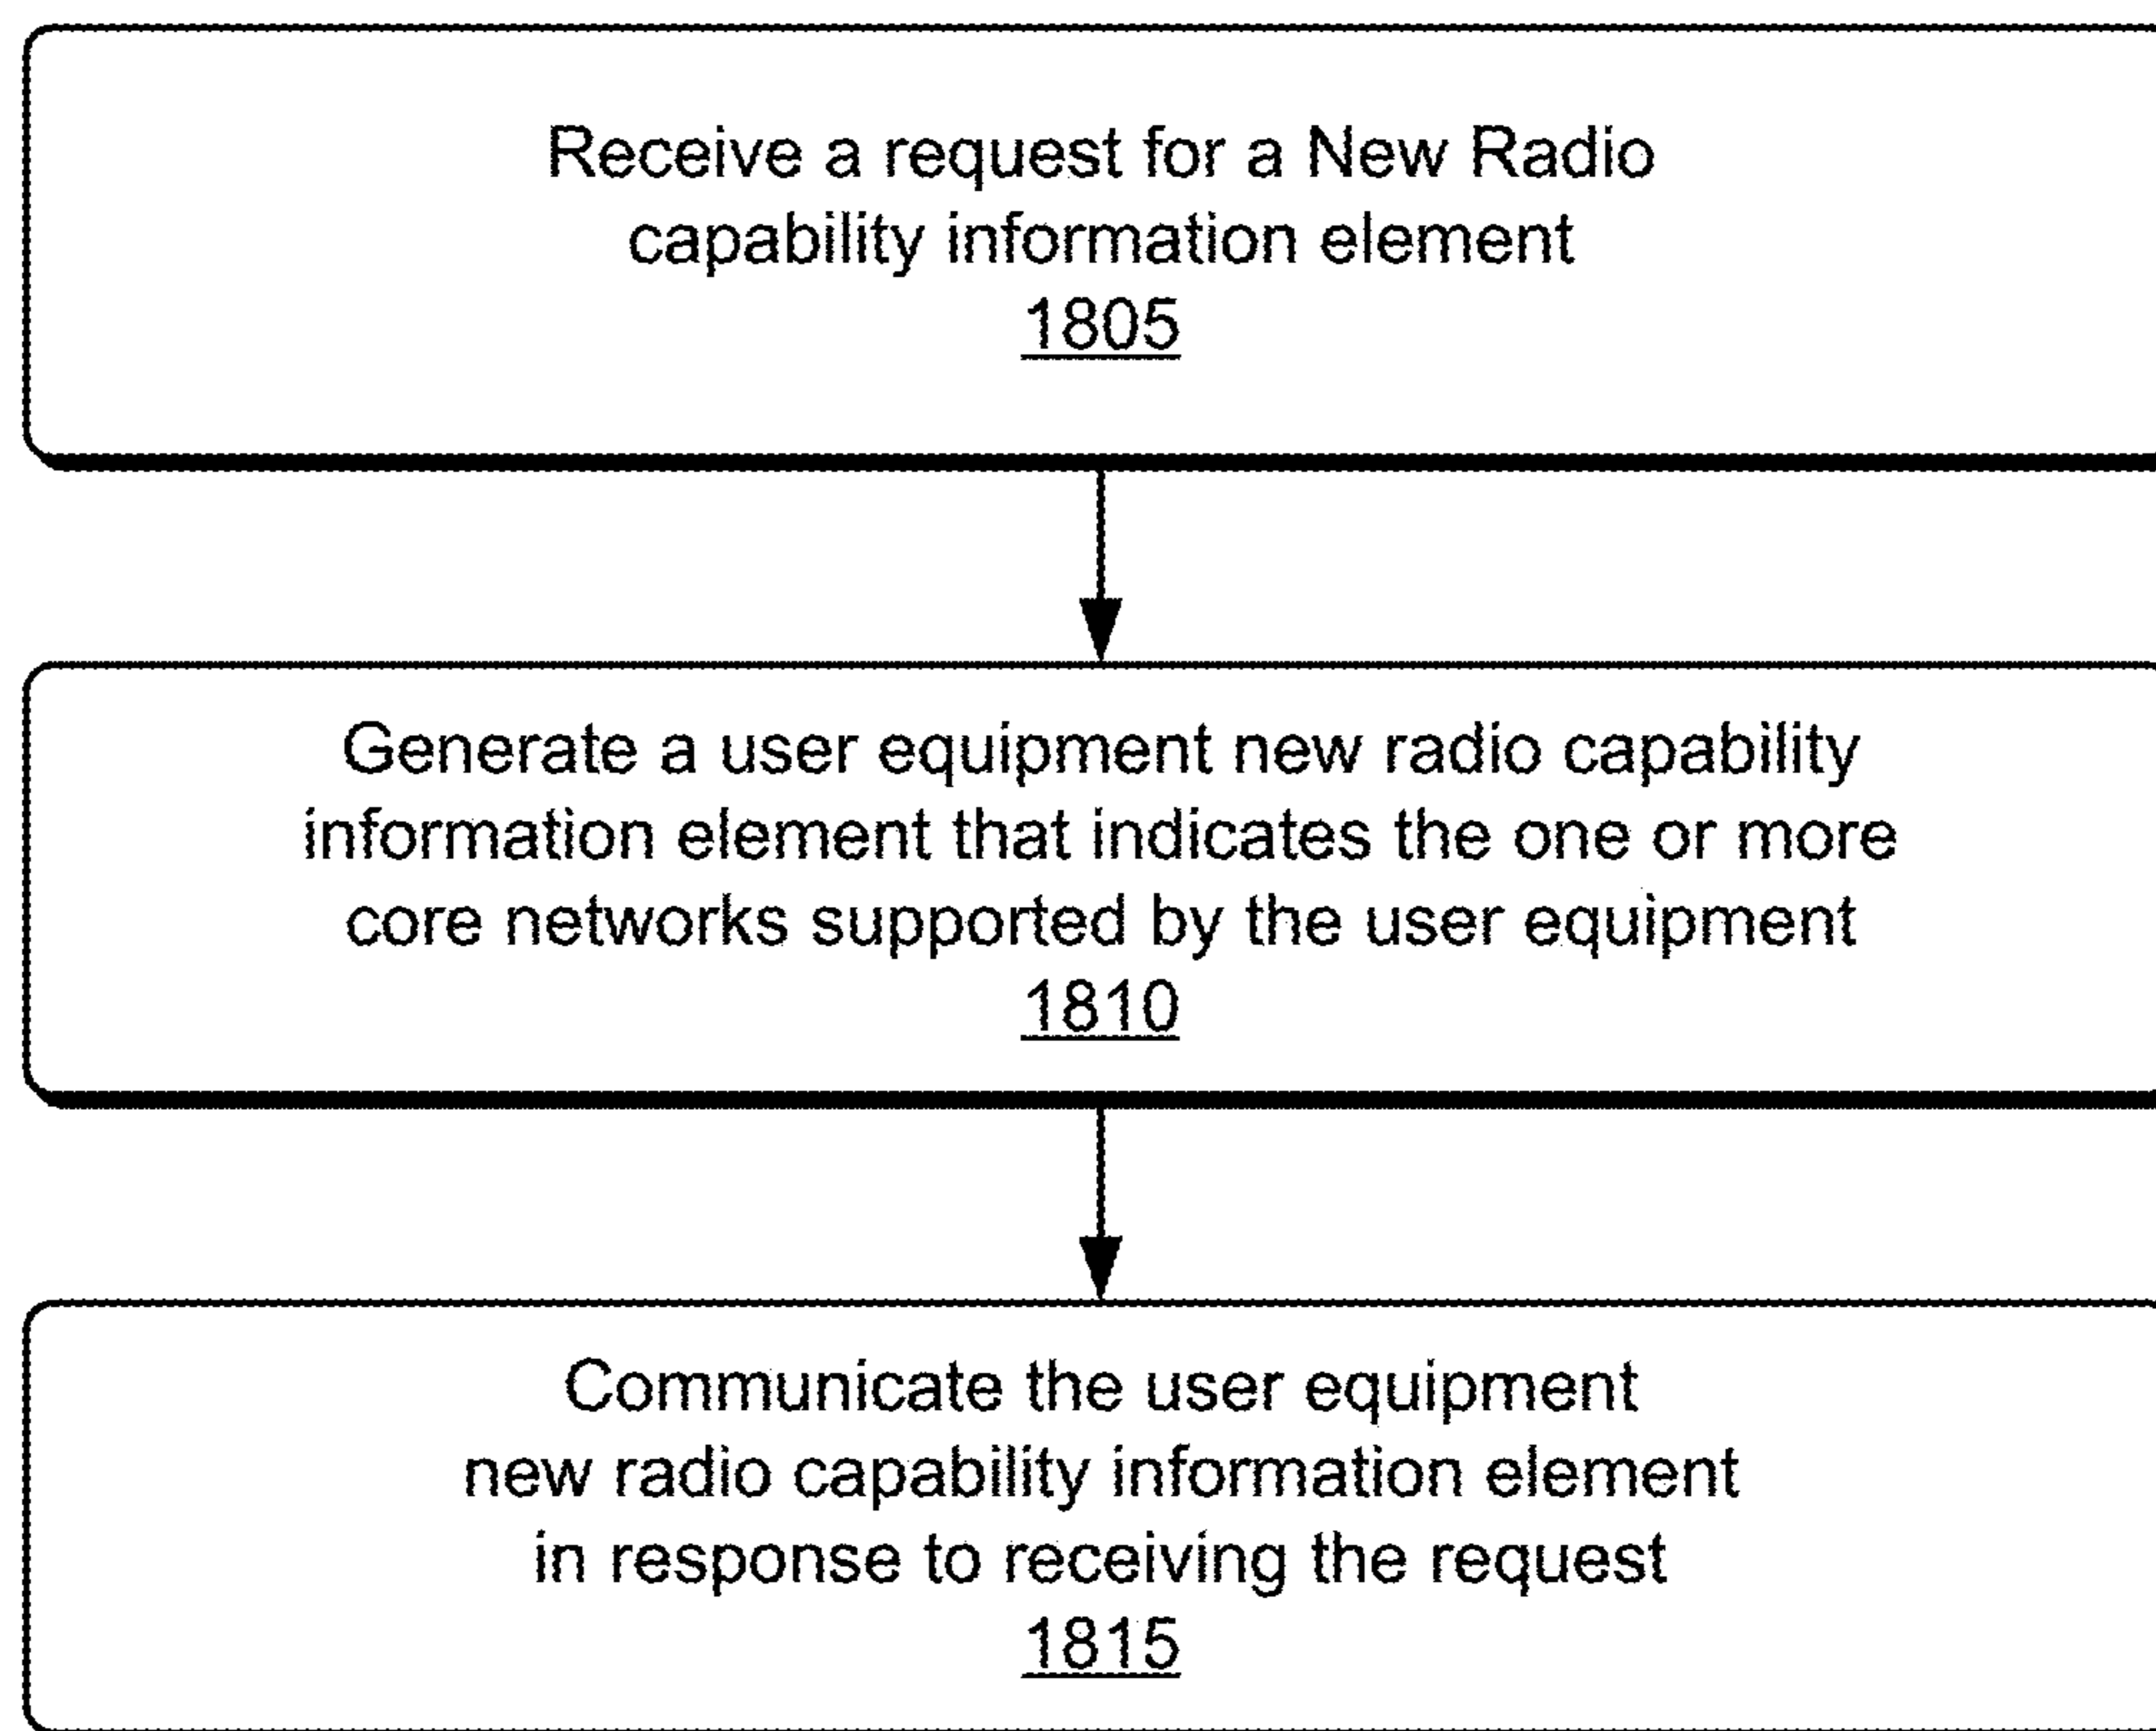 Receive a request for a New Radio
capability information element
1805
Generate a user equipment new radio capability
information element that indicates the one or more
core networks supported by the user equipment
1810
Communicate the user equipment
new radio capability information element
in response to receiving the request
1815